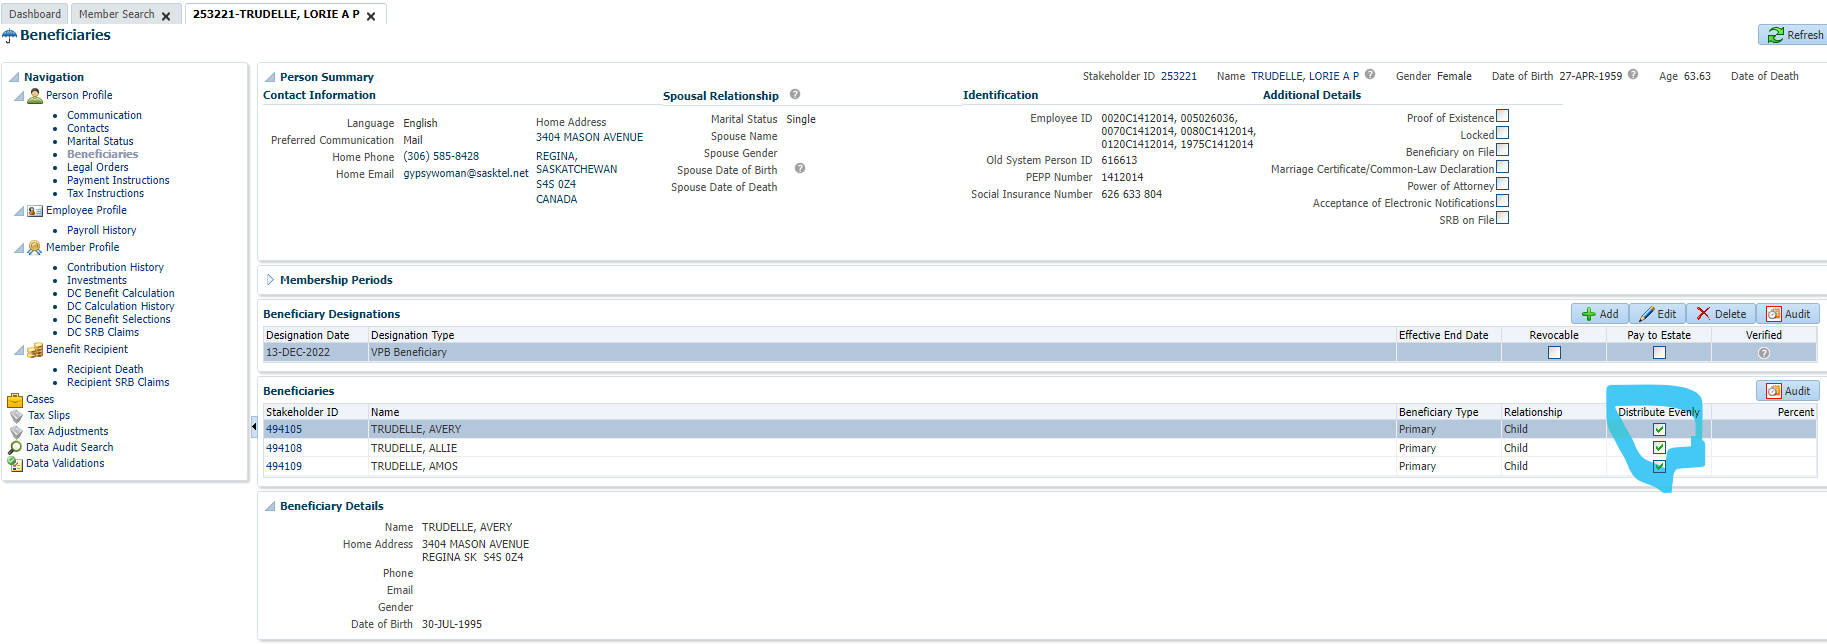 Dashboard Member Search 253221-TRUDELLE, LORIE A P
Beneficiaries
Refresh
Navigation
Person Profile
Communication
Contacts
Marital Status
Beneficiaries
Legal Orders
Payment Instructions
Tax Instructions
Employee Profile
Payroll History
Member Profile
Contribution History
Investments
DC Benefit Calculation
DC Calculation History
DC Benefit Selections
DC SRB Claims
Benefit Recipient
Recipient Death
Recipient SRB Claims
Cases
Tax Slips
Tax Adjustments
Data Audit Search
Data Validations
Person Summary
Stakeholder ID 253221 Name TRUDELLE, LORIE A P Gender Female Date of Birth 27-APR-1959 Age 63.63 Date of Death
Contact Information
Language English
Preferred Communication Mail
Home Phone (306) 585-8428
Home Email gypsywoman@sasktel.net
Home Address
3404 MASON AVENUE
REGINA,
SASKATCHEWAN
S4S 0Z4
CANADA
Spousal Relationship
Marital Status Single
Spouse Name
Spouse Gender
Spouse Date of Birth
Spouse Date of Death
Identification
Employee ID 0020C1412014, 005026036,
0070C1412014, 0080C1412014,
0120C1412014, 1975C1412014
Old System Person ID 616613
PEPP Number 1412014
Social Insurance Number 626 633 804
Additional Details
Proof of Existence
Locked
Beneficiary on File
Marriage Certificate/Common-Law Declaration
Power of Attorney
Acceptance of Electronic Notifications
SRB on File
Membership Periods
Beneficiary Designations
Add Edit Delete Audit
Designation Date Designation Type Effective End Date Revocable Pay to Estate Verified
13-DEC-2022 VPB Beneficiary
Beneficiaries
Audit
Stakeholder ID Name Beneficiary Type Relationship Distribute Evenly Percent
494105 TRUDELLE, AVERY Primary Child
494108 TRUDELLE, ALLIE Primary Child
494109 TRUDELLE, AMOS Primary Child
Beneficiary Details
Name TRUDELLE, AVERY
Home Address 3404 MASON AVENUE
REGINA SK S4S 0Z4
Phone
Email
Gender
Date of Birth 30-JUL-1995